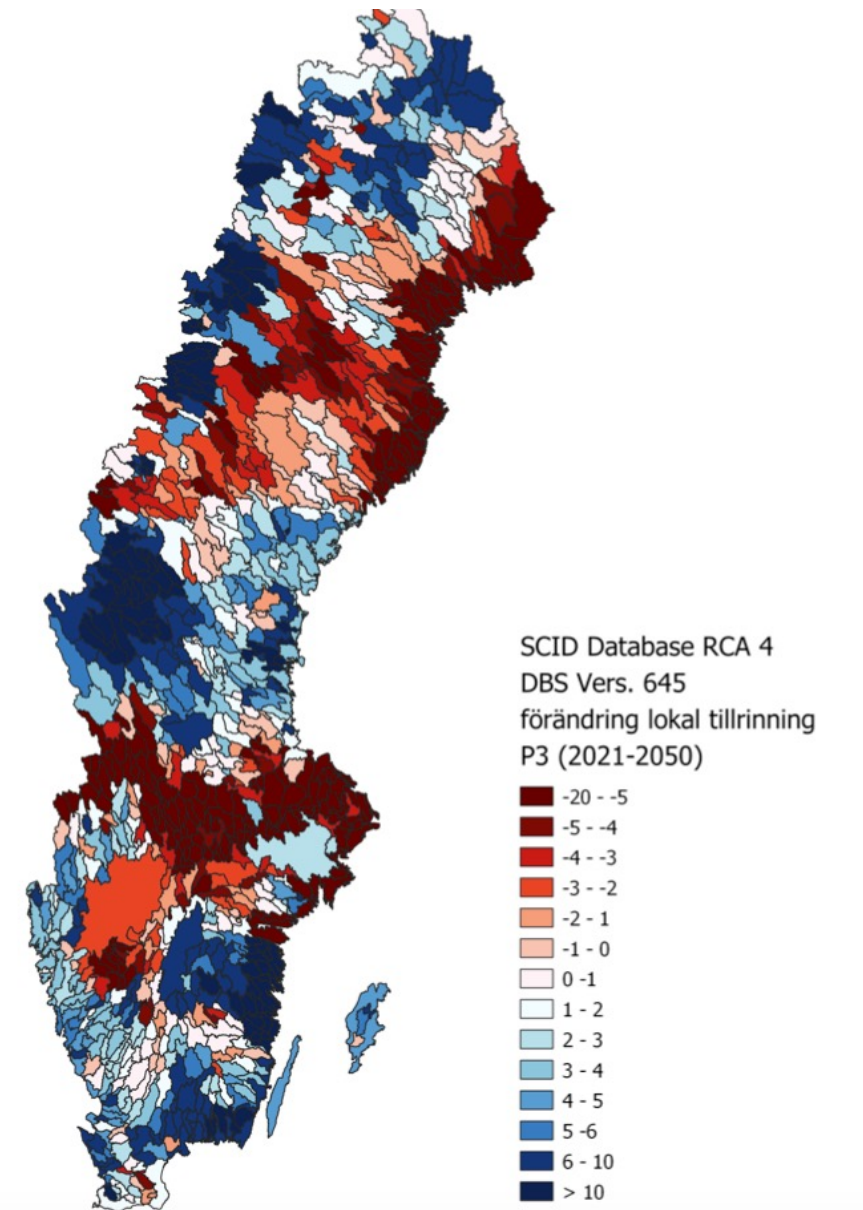 SCID Database RCA 4
DBS Vers. 645
förändring lokal tillrinning
P3 (2021-2050)
-20 - -5
-5 - -4
-4 - -3
-3 - -2
-2 - 1
-1 - 0
0 -1
1 - 2
2 - 3
3 - 4
4 - 5
5 -6
6 - 10
> 10